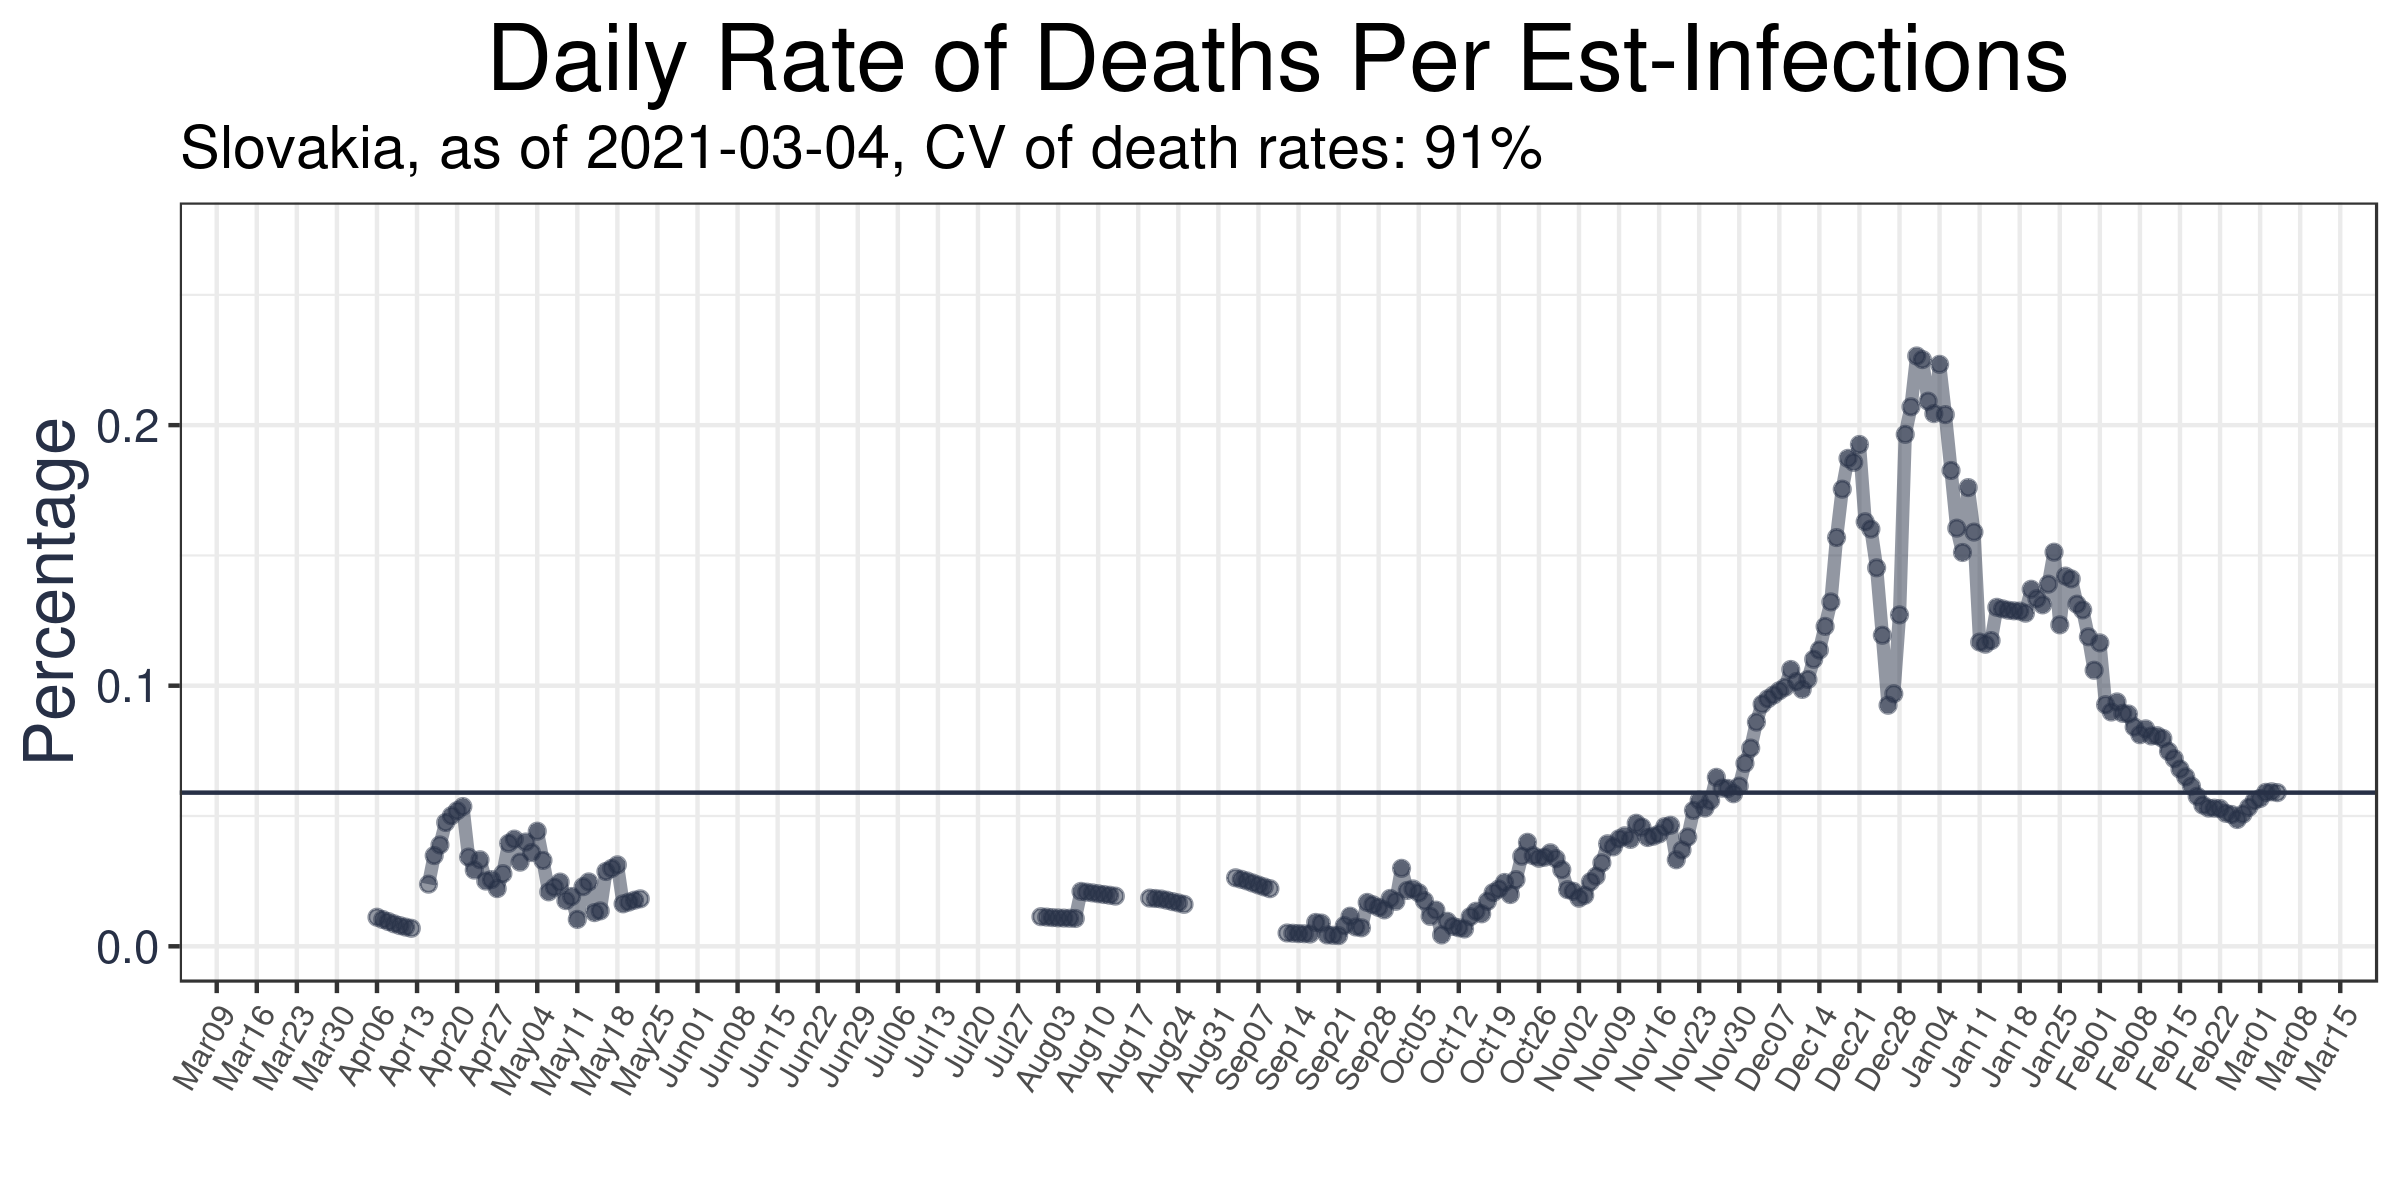 Daily Rate of Deaths Per Est-Infections
Slovakia, as of 2021-03-04, CV of death rates: 91%
Percentage
0.2
0.1
0.0
Mar09
Mar16
Mar23
Mar30
Apr06
Apr13
Apr20
Apr27
May04
May11
May18
May25
Jun01
Jun08
Jun15
Jun22
Jun29
Jul06
Jul13
Jul20
Jul27
Aug03
Aug10
Aug17
Aug24
Aug31
Sep07
Sep14
Sep21
Sep28
Oct05
Oct12
Oct19
Oct26
Nov02
Nov09
Nov16
Nov23
Nov30
Dec07
Dec14
Dec21
Dec28
Jan04
Jan11
Jan18
Jan25
Feb01
Feb08
Feb15
Feb22
Mar01
Mar08
Mar15